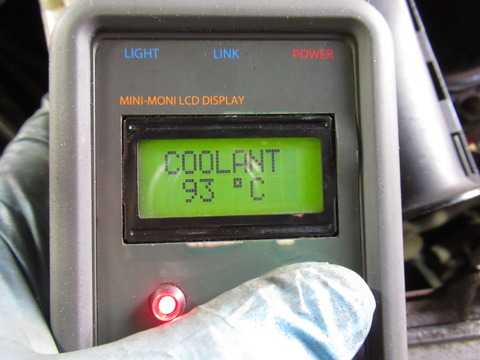 LIGHT LINK POWER
MINI-MONI LCD DISPLAY
COOLANT
93 °C